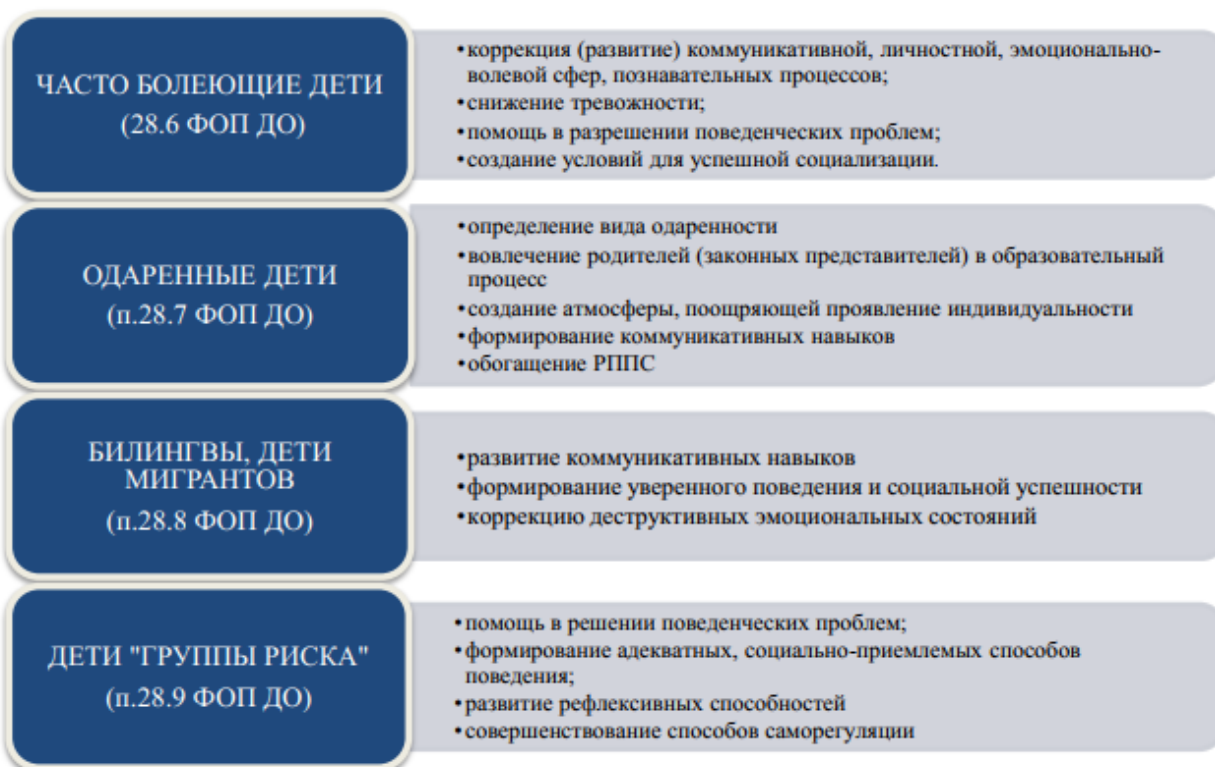 ЧАСТО БОЛЕЮЩИЕ ДЕТИ
(28.6 ФОП ДО)
•коррекция (развитие) коммуникативной, личностной, эмоционально-
волевой сфер, познавательных процессов;
•снижение тревожности;
•помощь в разрешении поведенческих проблем;
•создание условий для успешной социализации.
ОДАРЕННЫЕ ДЕТИ
(п.28.7 ФОП ДО)
•определение вида одаренности
•вовлечение родителей (законных представителей) в образовательный
процесс
•создание атмосферы, поощряющей проявление индивидуальности
•формирование коммуникативных навыков
•обогащение РППС
БИЛИНГВЫ, ДЕТИ
МИГРАНТОВ
(п.28.8 ФОП ДО)
•развитие коммуникативных навыков
•формирование уверенного поведения и социальной успешности
•коррекцию деструктивных эмоциональных состояний
ДЕТИ "ГРУППЫ РИСКА"
(п.28.9 ФОП ДО)
•помощь в решении поведенческих проблем;
•формирование адекватных, социально-приемлемых способов
поведения;
•развитие рефлексивных способностей
•совершенствование способов саморегуляции